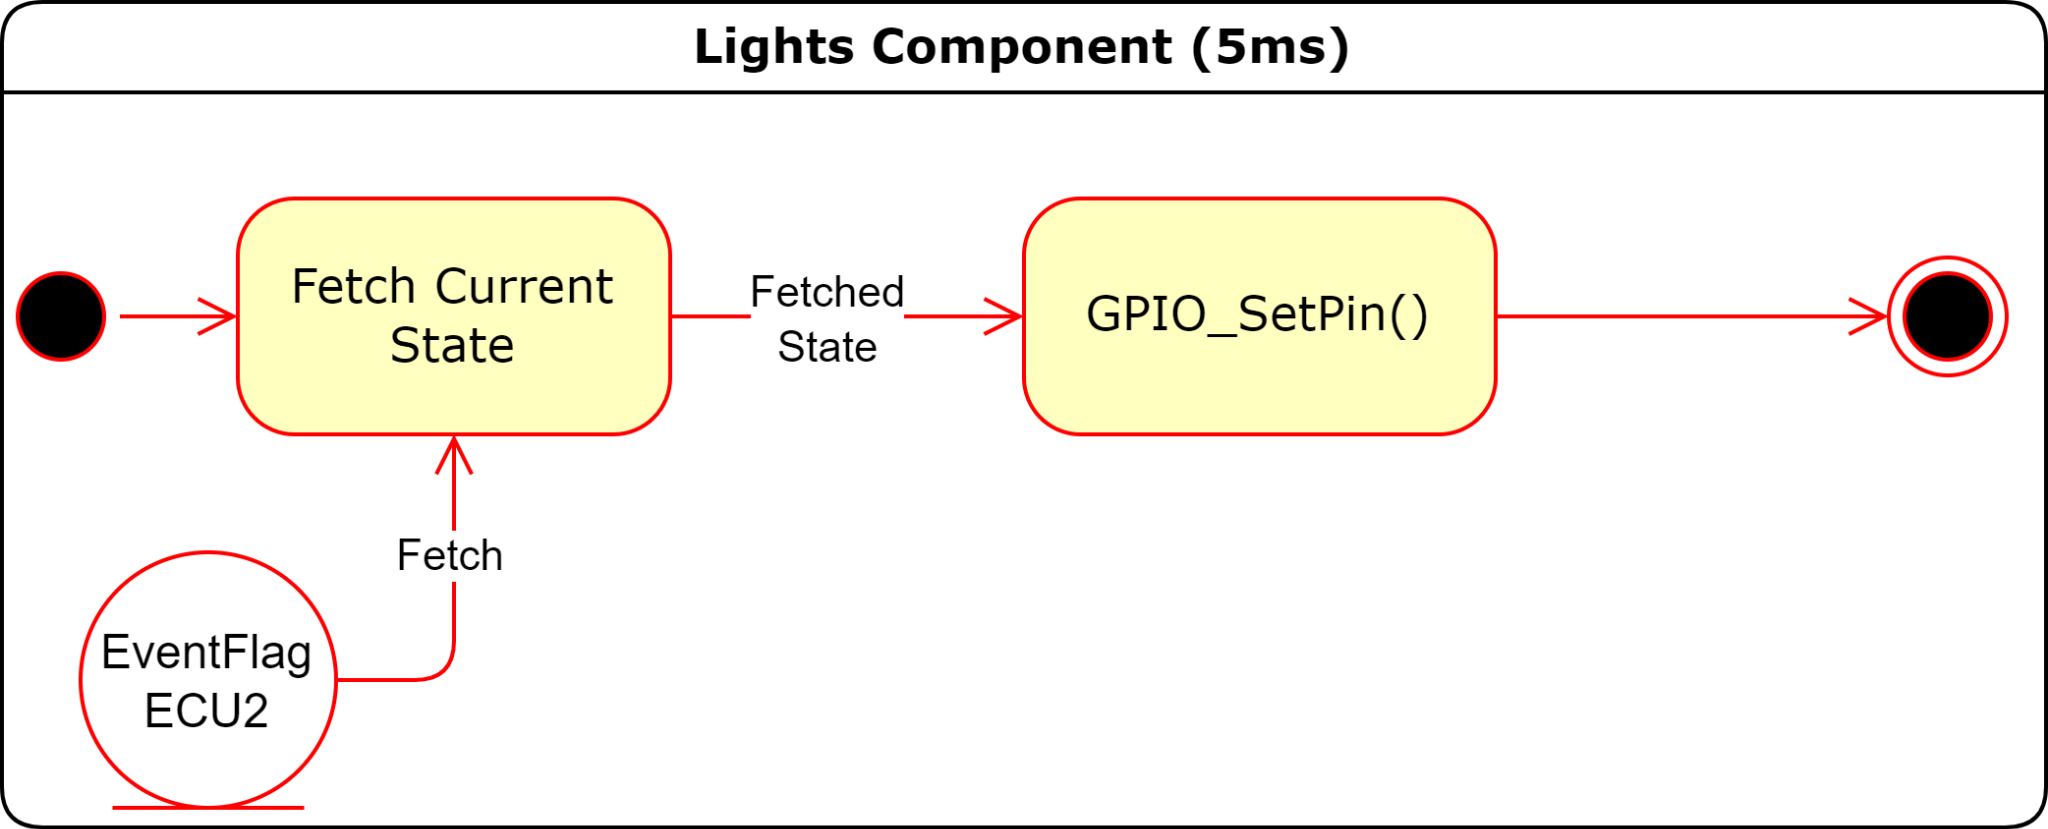 Lights Component (5ms)
Fetch Current
State
Fetched
State
GPIO_SetPin()
Fetch
EventFlag
ECU2